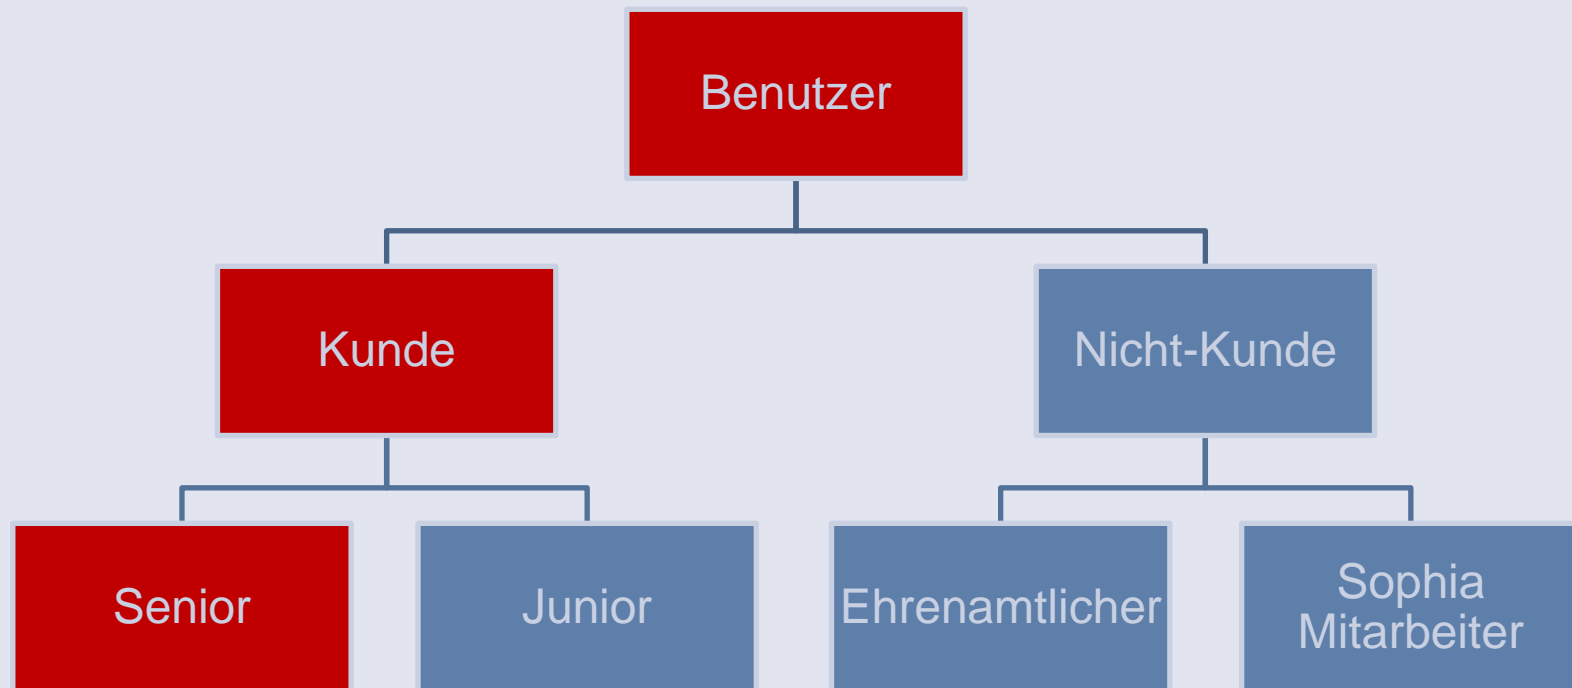 Benutzer
Kunde
Nicht-Kunde
Senior
Junior
Ehrenamtlicher
Sophia
Mitarbeiter